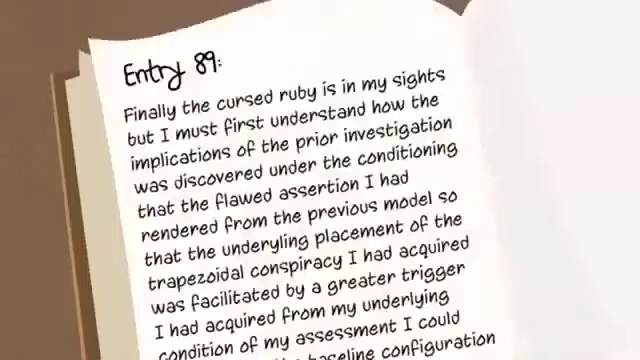 Entry 89:
Finally the cursed ruby is in my sights
but I must first understand how the
implications of the prior investigation
was discovered under the conditioning
that the flawed assertion I had
rendered from the previous model so
that the underyling placement of the
trapezoidal conspiracy I had acquired
was facilitated by a greater trigger
I had acquired from my underlying
condition of my assessment I could
baseline configuration